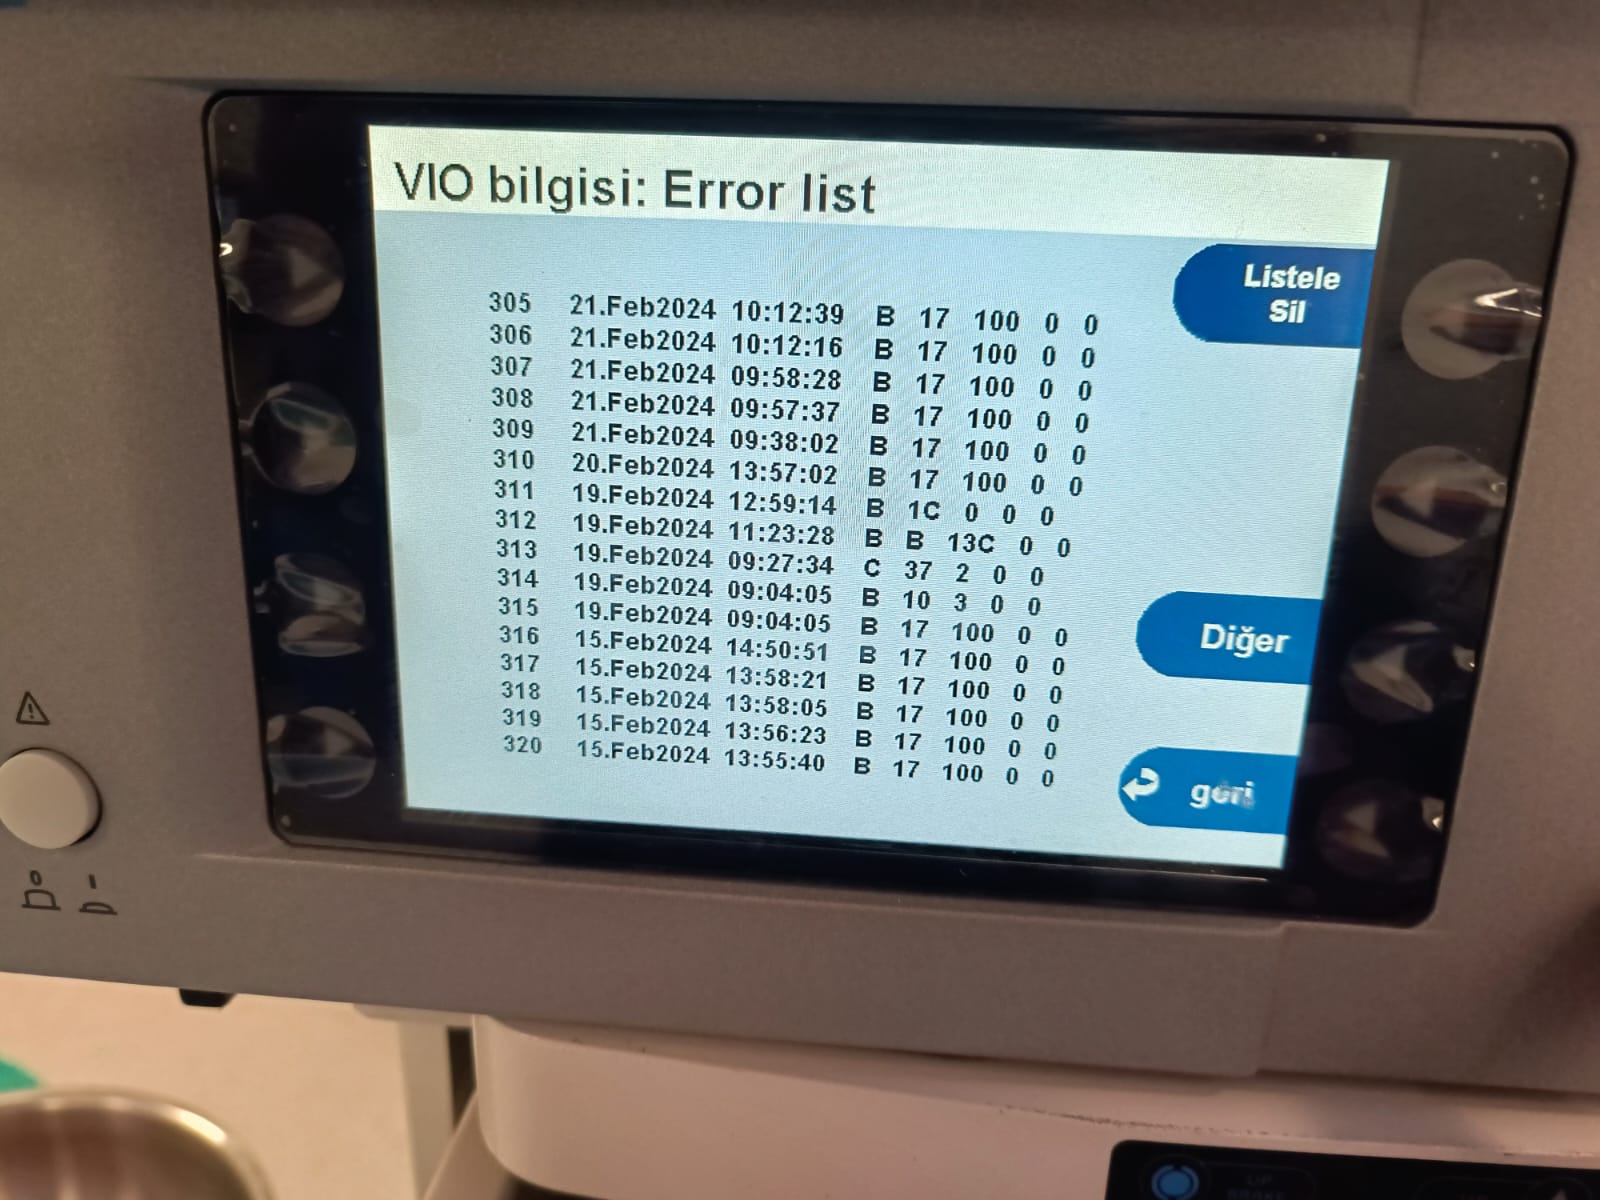 VIO bilgisi: Error list
Listele
Sil
305 21.Feb2024 10:12:39 B 17 100 0 0
306 21.Feb2024 10:12:16 B 17 100 0 0
307 21.Feb2024 09:58:28 B 17 100 0 0
308 21.Feb2024 09:57:37 B 17 100 0 0
309 21.Feb2024 09:38:02 B 17 100 0 0
310 20.Feb2024 13:57:02 B 17 100 0 0
311 19.Feb2024 12:59:14 B 1C 0 0 0
312 19.Feb2024 11:23:28 B B 13C 0 0
313 19.Feb2024 09:27:34 C 37 2 0 0
314 19.Feb2024 09:04:05 B 10 3 0 0
315 19.Feb2024 09:04:05 B 17 100 0 0
316 15.Feb2024 14:50:51 B 17 100 0 0
317 15.Feb2024 13:58:21 B 17 100 0 0
318 15.Feb2024 13:58:05 B 17 100 0 0
319 15.Feb2024 13:56:23 B 17 100 0 0
320 15.Feb2024 13:55:40 B 17 100 0 0
Diğer
geri